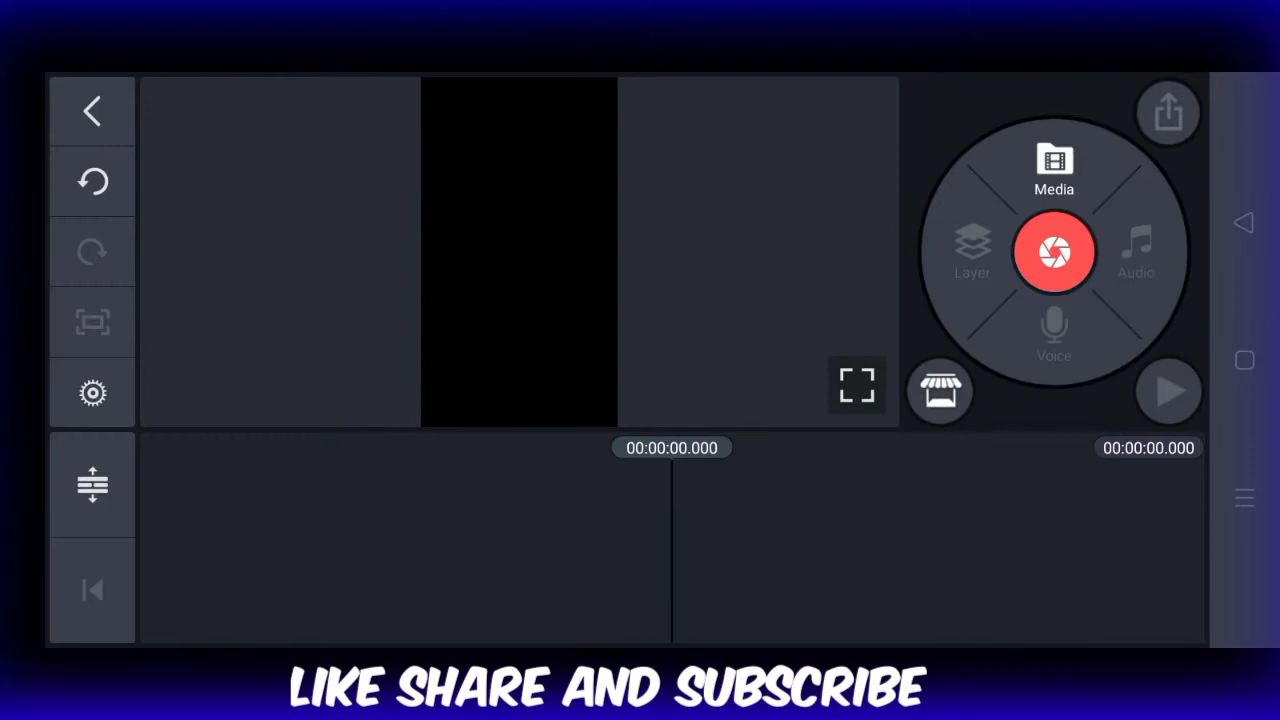 Media
Layer
Audio
Voice
00:00:00.000
00:00:00.000
LIKE SHARE AND SUBSCRIBE